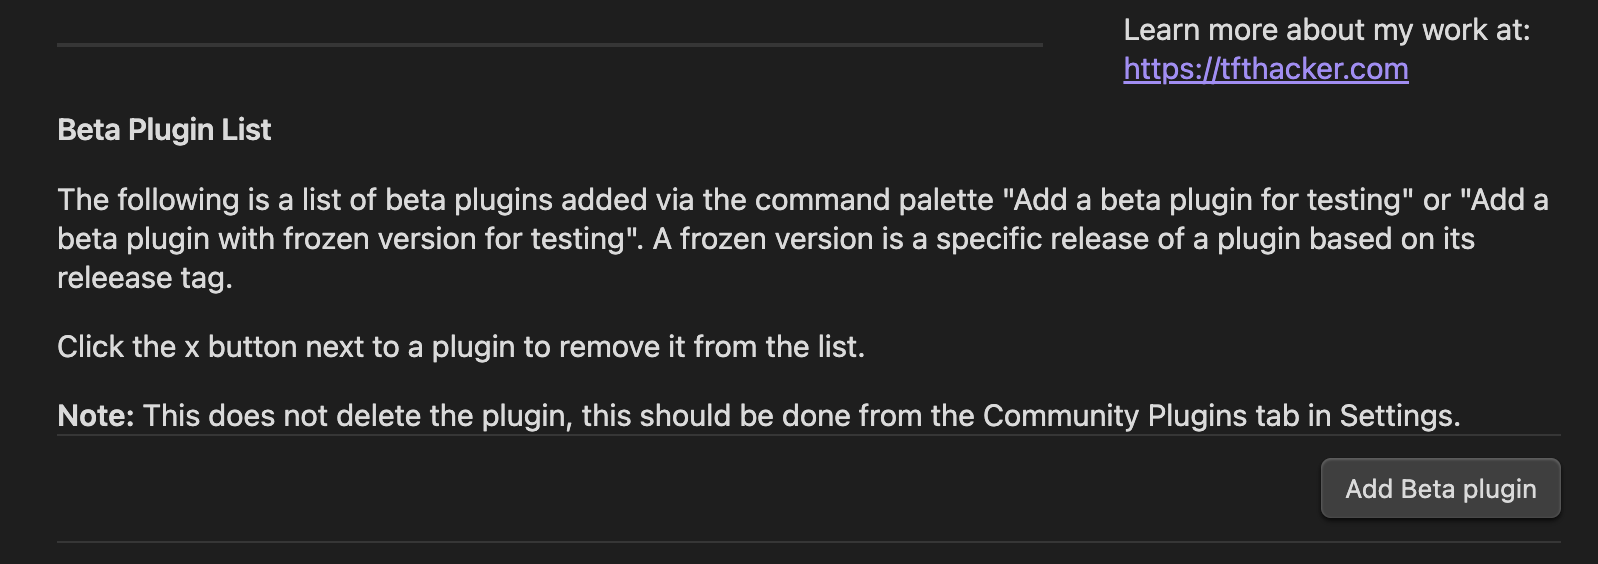 Learn more about my work at:
https://tfthacker.com
Beta Plugin List
The following is a list of beta plugins added via the command palette "Add a beta plugin for testing" or "Add a
beta plugin with frozen version for testing". A frozen version is a specific release of a plugin based on its
releease tag.
Click the x button next to a plugin to remove it from the list.
Note: This does not delete the plugin, this should be done from the Community Plugins tab in Settings.
Add Beta plugin